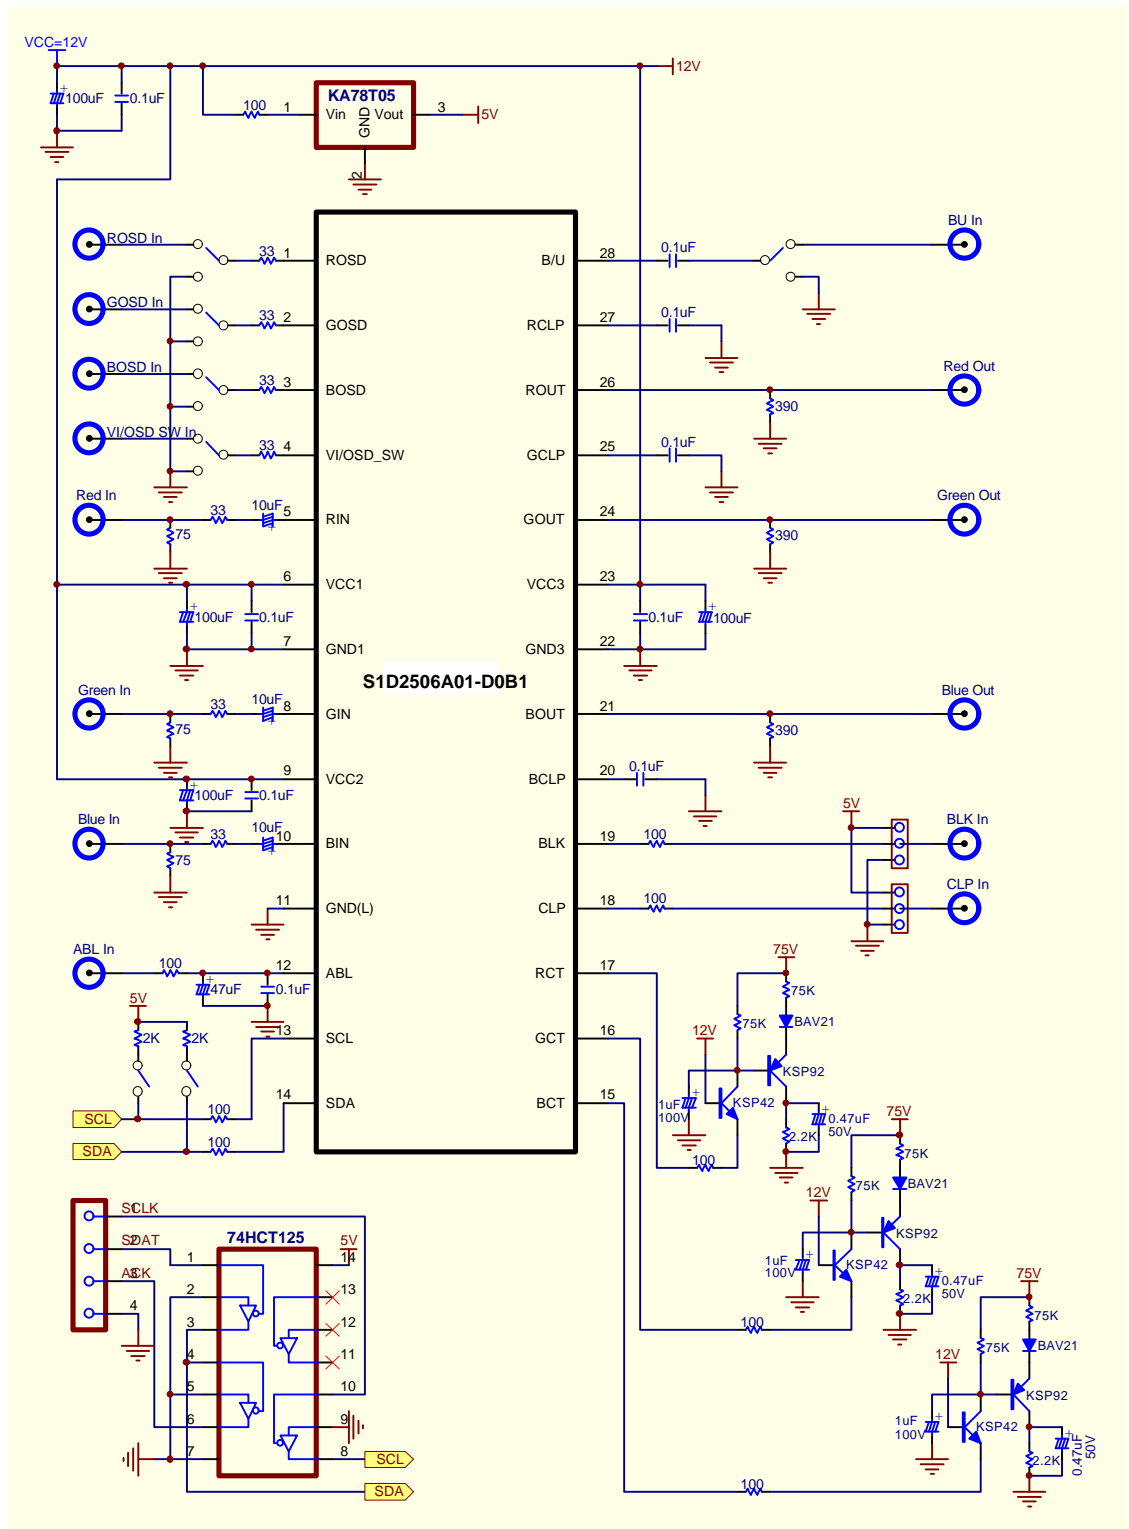 VCC=12V
12V
100uF
0.1uF
KA78T05
100
1
Vin
GND
Vout
3
5V
2
ROSD In
33
1
ROSD
GOSD In
33
2
GOSD
BOSD In
33
3
BOSD
VI/OSD SW In
33
4
VI/OSD_SW
Red In
33
10uF
5
RIN
75
6
VCC1
100uF
0.1uF
7
GND1
S1D2506A01-D0B1
Green In
33
10uF
8
GIN
75
9
VCC2
100uF
0.1uF
Blue In
33
10uF
10
BIN
75
11
GND(L)
ABL In
100
12
ABL
47uF
0.1uF
5V
2K
2K
13
SCL
14
SDA
SCL
100
SDA
100
B/U
28
0.1uF
BU In
RCLP
27
0.1uF
ROUT
26
Red Out
390
GCLP
25
0.1uF
GOUT
24
Green Out
390
VCC3
23
0.1uF
100uF
GND3
22
BOUT
21
Blue Out
390
BCLP
20
0.1uF
5V
BLK
19
100
BLK In
CLP
18
100
CLP In
RCT
17
GCT
16
BCT
15
75V
75K
75K
BAV21
12V
KSP92
1uF
100V
KSP42
2.2K
0.47uF
50V
100
75V
75K
75K
BAV21
12V
KSP92
1uF
100V
KSP42
2.2K
0.47uF
50V
100
75V
75K
75K
BAV21
12V
KSP92
1uF
100V
KSP42
2.2K
0.47uF
50V
100
1
SCLK
2
SDAT
3
ACK
4
74HCT125
5V
1
14
2
13
3
12
4
11
5
10
6
9
7
8
SCL
SDA